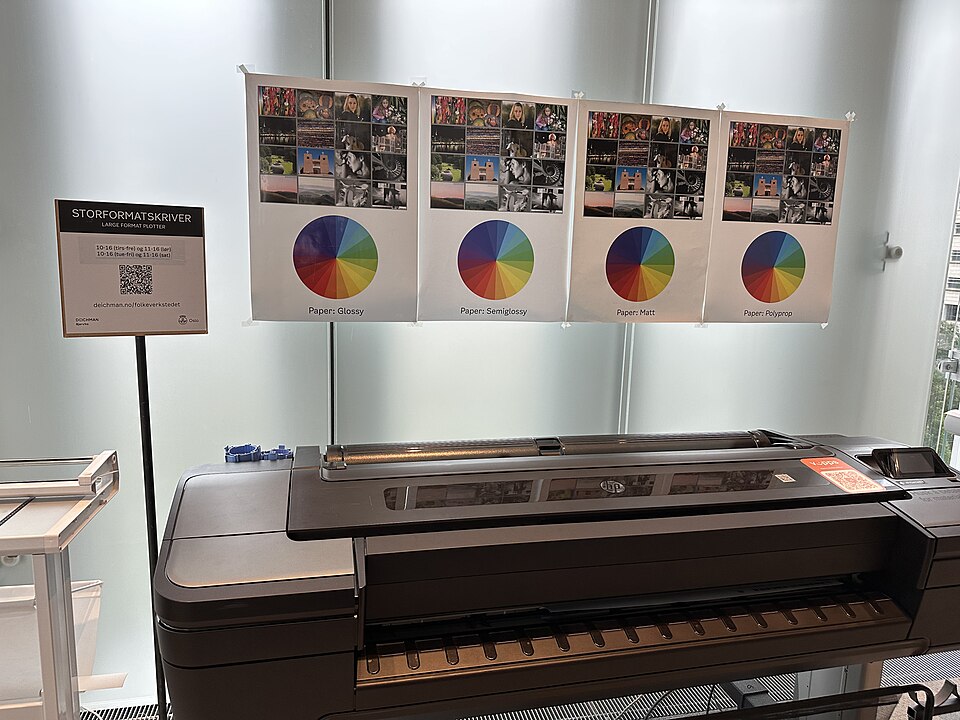 STORFORMATSKRIVER
LARGE FORMAT PLOTTER
10-16 (tirs-fre) og 11-16 (lør)
10-16 (tue-fri) og 11-16 (sat)
deichman.no/folkeverkstedet
DEICHMAN
Bjørvika
Oslo
Paper: Glossy
Paper: Semiglossy
Paper: Matt
Paper: Polyprop
hp